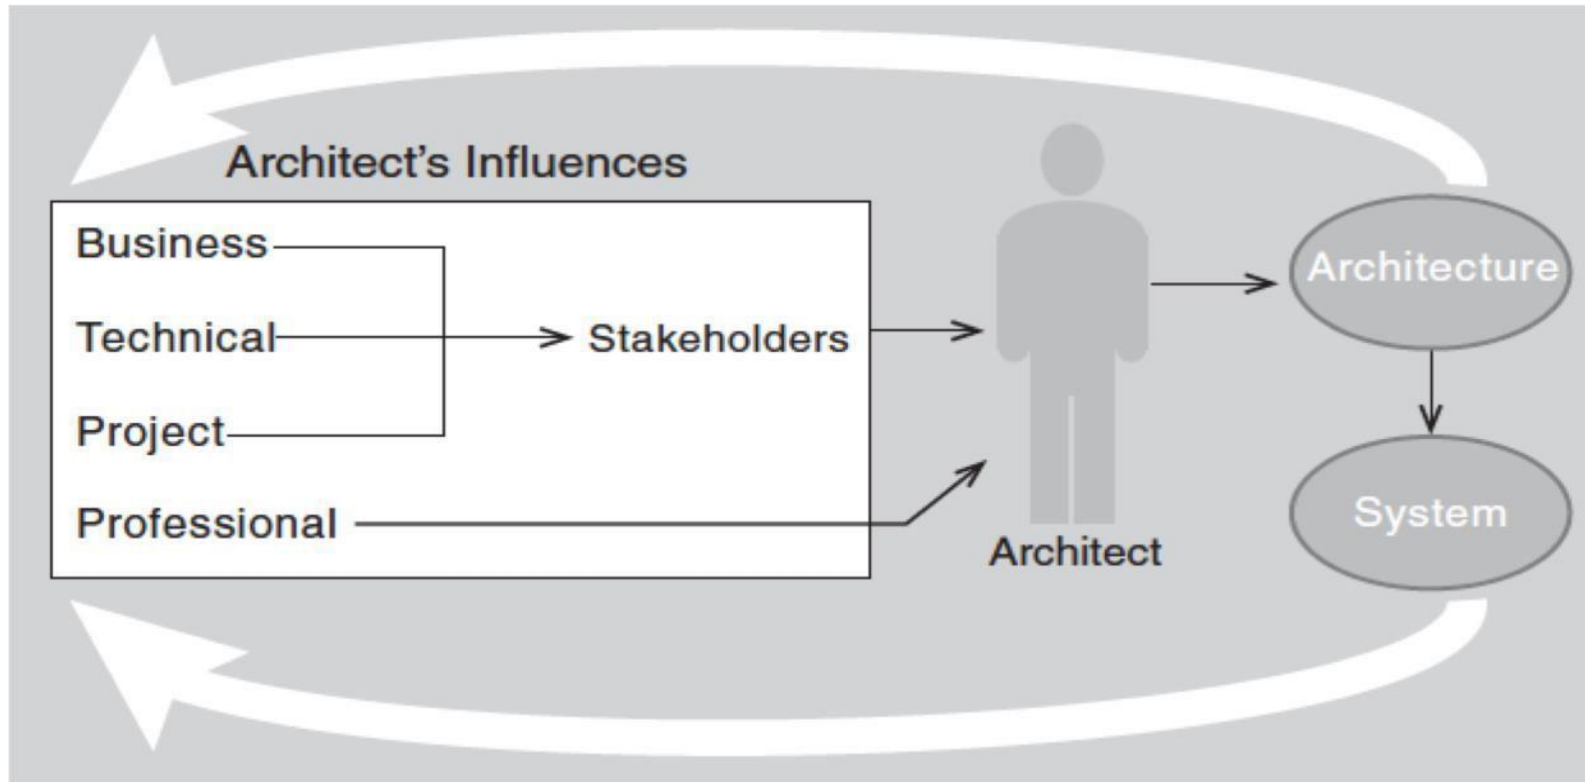 Architect’s Influences
Business
Technical
Stakeholders
Project
Professional
Architect
Architecture
System